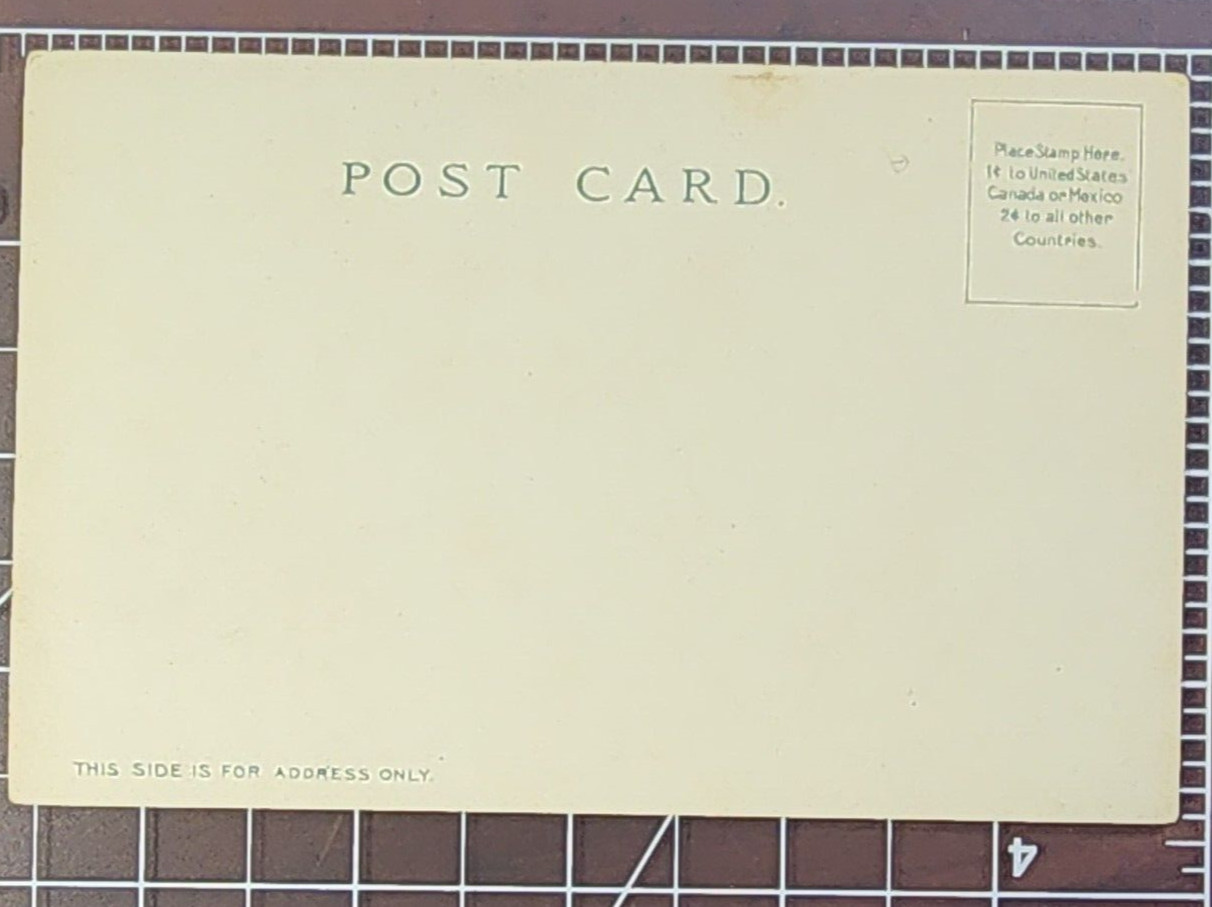 POST CARD.
Place Stamp Here.
1¢ to United States
Canada or Mexico
2¢ to all other
Countries.
THIS SIDE IS FOR ADDRESS ONLY.
4